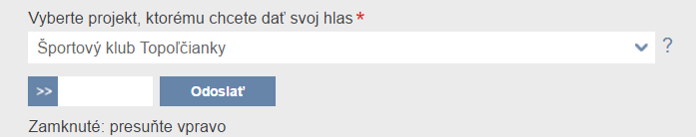 Vyberte projekt, ktorému chcete dať svoj hlas *
Športový klub Topoľčianky ?
>> Odoslať
Zamknuté: presuňte vpravo